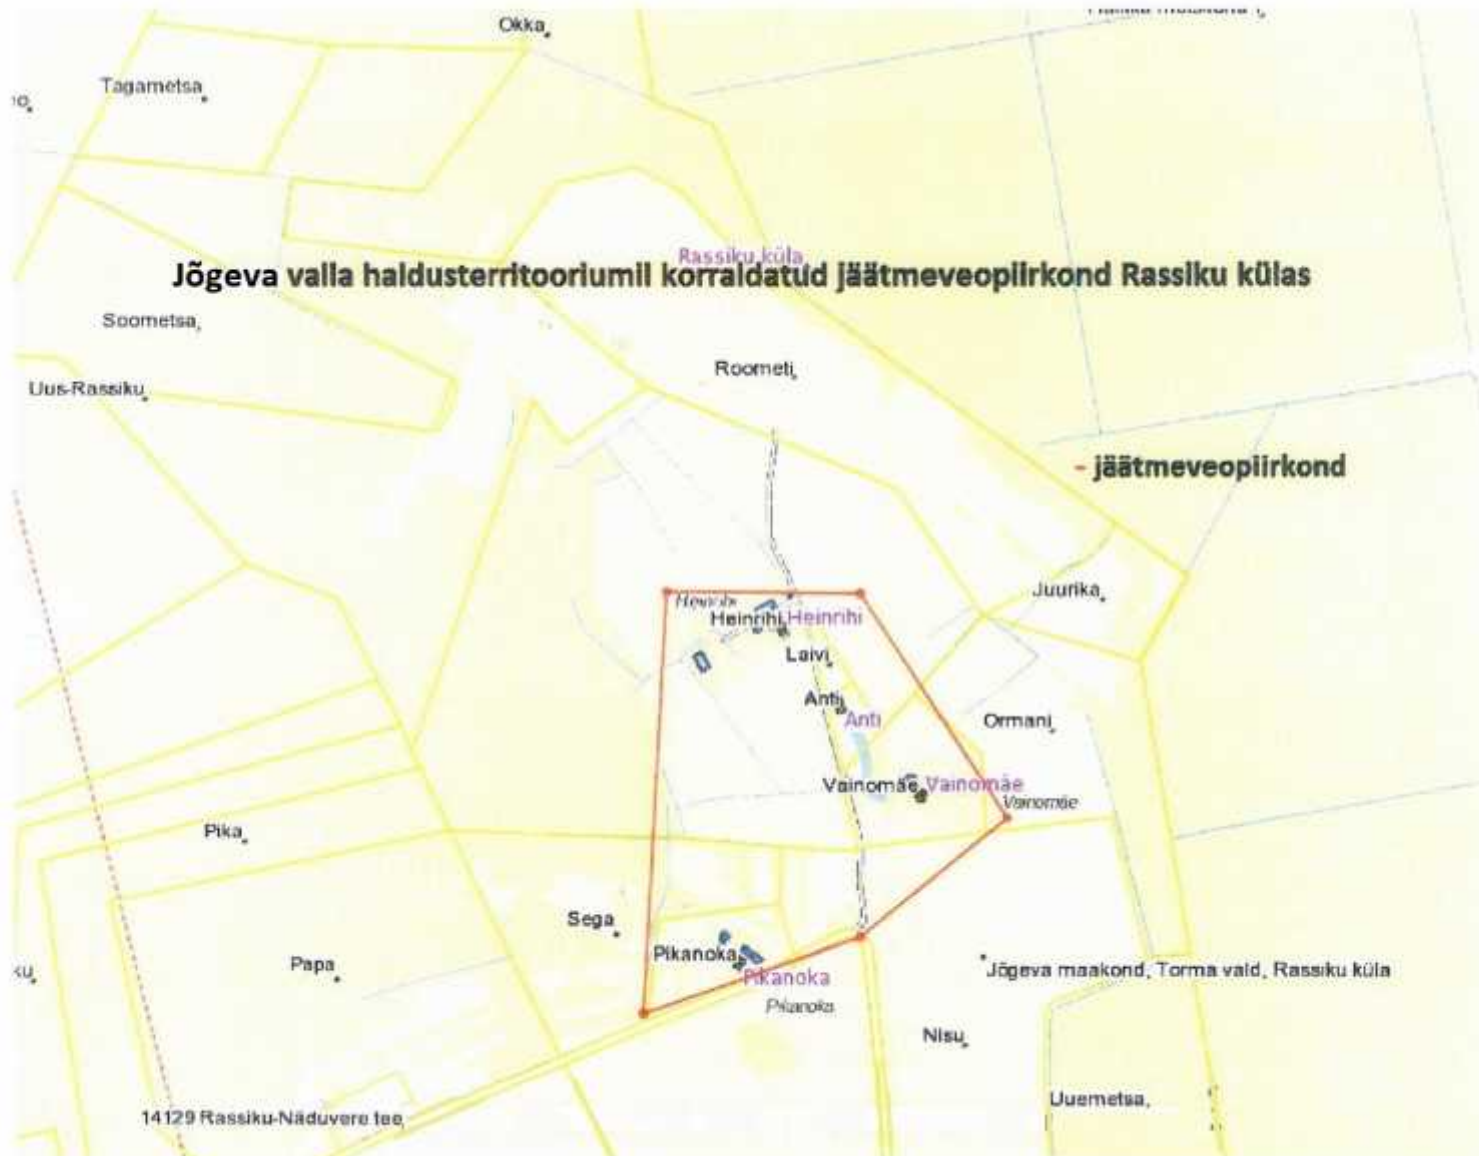 Okka
Tagametsa
Rassiku küla
Jõgeva valla haldusterritooriumil korraldatud jäätmeveopiirkond Rassiku külas
Soometsa
Roometi
Uus-Rassiku
- jäätmeveopiirkond
Juurika
Heinrihi
Heinrihi Heinrihi
Laivi
Anti
Anti
Ormani
Vainomäe Vainomäe
Vainomäe
Pika
Sega
Pikanoka
Papa
Jõgeva maakond, Torma vald, Rassiku küla
Pikanoka
Pikanoka
Nisu
Uuemetsa
14129 Rassiku-Näduvere tee